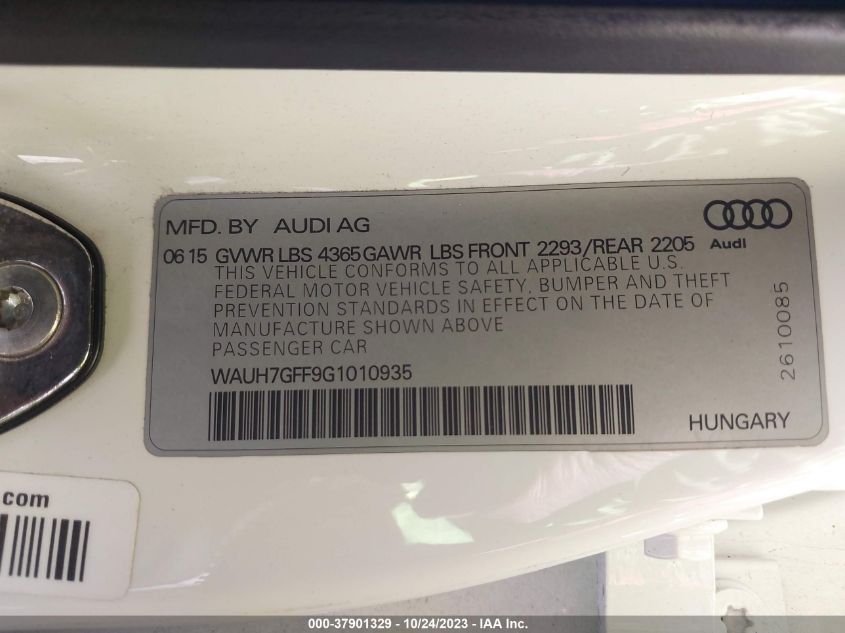 MFD. BY AUDI AG
Audi
06 15 GVWR LBS 4365 GAWR LBS FRONT 2293/REAR 2205
THIS VEHICLE CONFORMS TO ALL APPLICABLE U.S.
FEDERAL MOTOR VEHICLE SAFETY, BUMPER AND THEFT
PREVENTION STANDARDS IN EFFECT ON THE DATE OF
MANUFACTURE SHOWN ABOVE
PASSENGER CAR
WAUH7GFF9G1010935
2610085
HUNGARY
.com
000-37901329 - 10/24/2023 - IAA Inc.